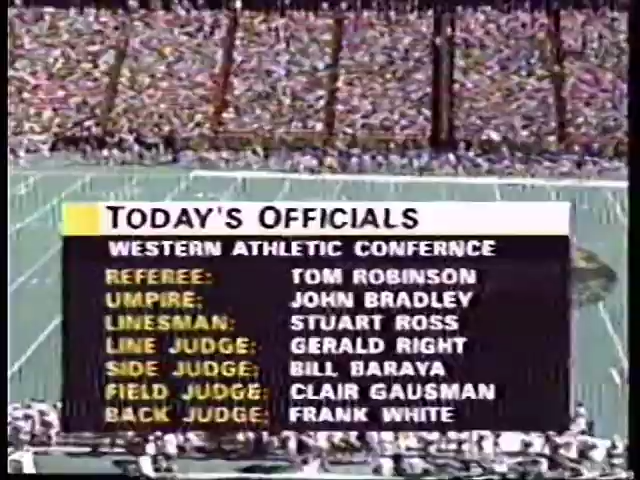 TODAY'S OFFICIALS
WESTERN ATHLETIC CONFERNCE
REFEREE: TOM ROBINSON
UMPIRE: JOHN BRADLEY
LINESMAN: STUART ROSS
LINE JUDGE: GERALD RIGHT
SIDE JUDGE: BILL BARAYA
FIELD JUDGE: CLAIR GAUSMAN
BACK JUDGE: FRANK WHITE